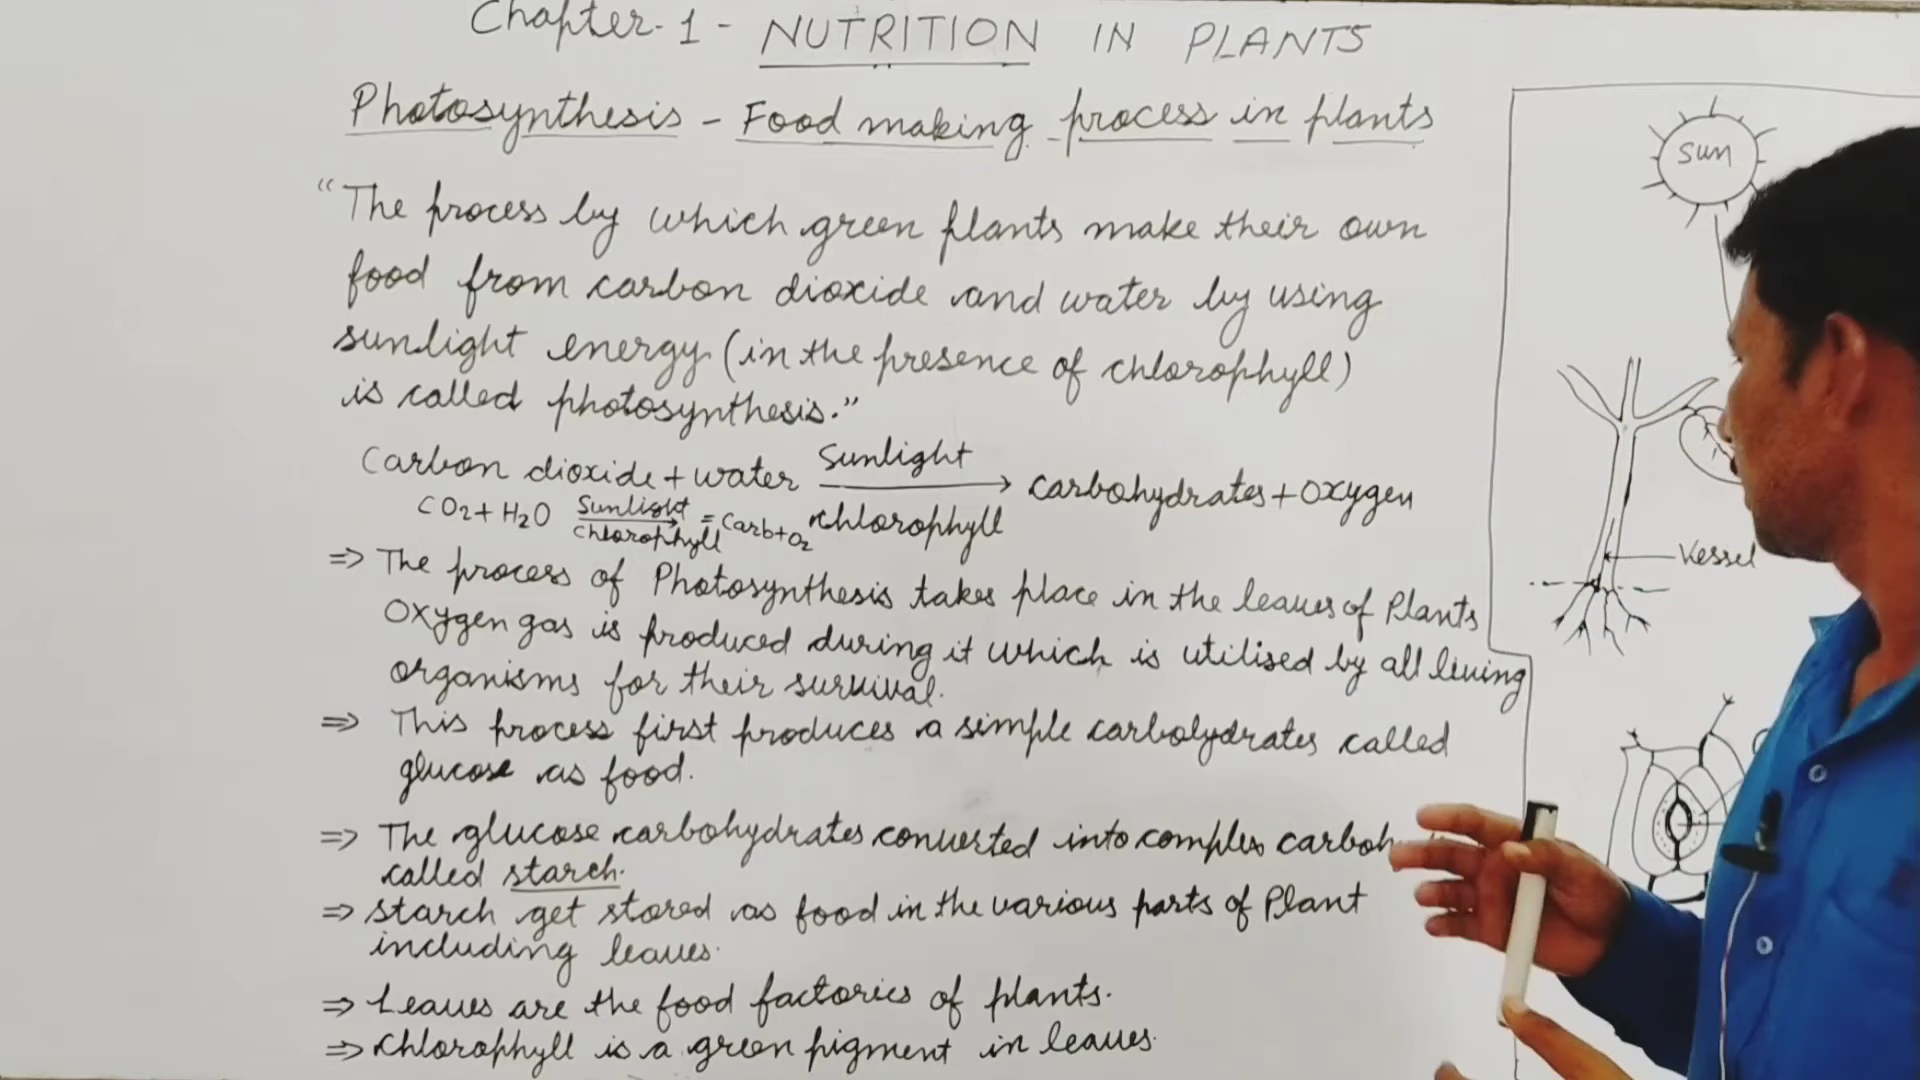 Chapter-1 - NUTRITION IN PLANTS
Photosynthesis - Food making process in plants
"The process by which green plants make their own
food from carbon dioxide and water by using
sunlight energy (in the presence of chlorophyll)
is called photosynthesis."
Carbon dioxide + water Sunlight → carbohydrates + oxygen
chlorophyll
CO2 + H2O Sunlight → = Carb + O2
chlorophyll
⇒ The process of Photosynthesis takes place in the leaves of Plants
Oxygen gas is produced during it which is utilised by all living
organisms for their survival.
⇒ This process first produces a simple carbolydrates called
glucose as food.
⇒ The glucose carbohydrates converted into complex carboh
called starch.
⇒ starch get stored as food in the various parts of Plant
including leaves.
⇒ Leaves are the food factories of plants.
⇒ chlorophyll is a green pigment in leaves.
Sun
Vessel